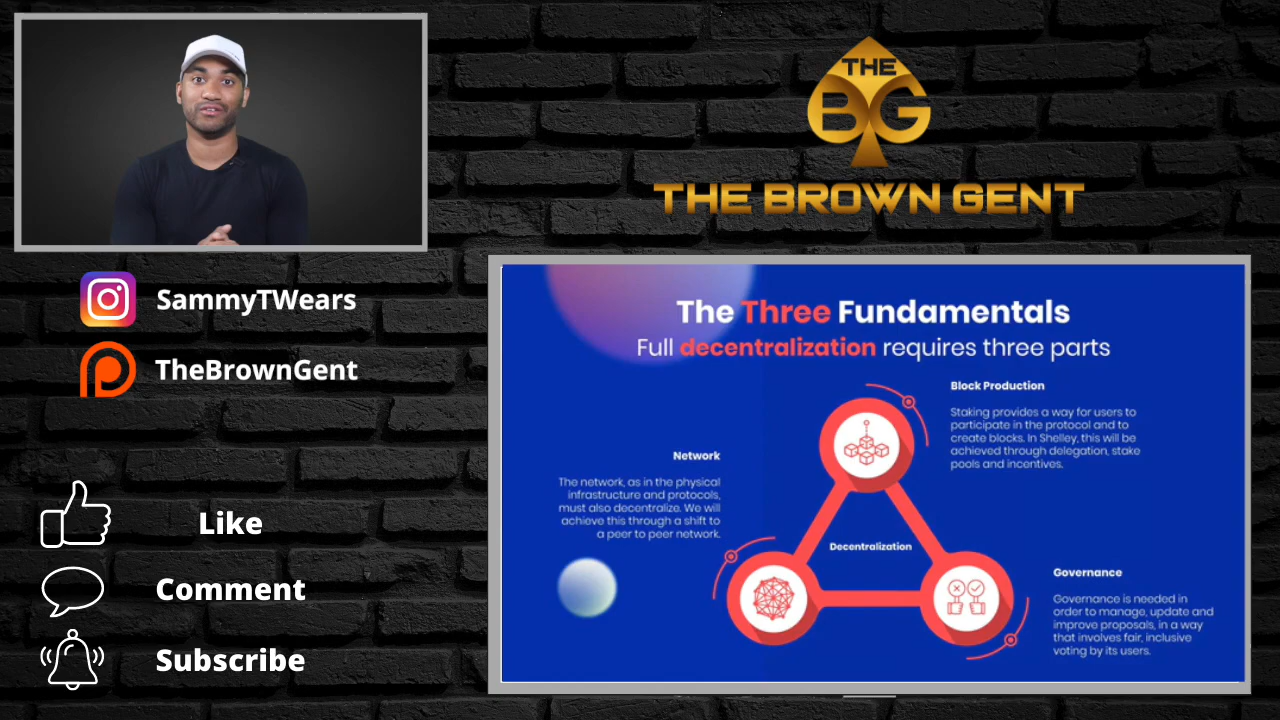 THE
BG
THE BROWN GENT
SammyTWears
TheBrownGent
Like
Comment
Subscribe
The Three Fundamentals
Full decentralization requires three parts
Block Production
Staking provides a way for users to
participate in the protocol and to
create blocks. In Shelley, this will be
achieved through delegation, stake
pools and incentives.
Network
The network, as in the physical
infrastructure and protocols,
must also decentralize. We will
achieve this through a shift to
a peer to peer network.
Decentralization
Governance
Governance is needed in
order to manage, update and
improve proposals, in a way
that involves fair, inclusive
voting by its users.